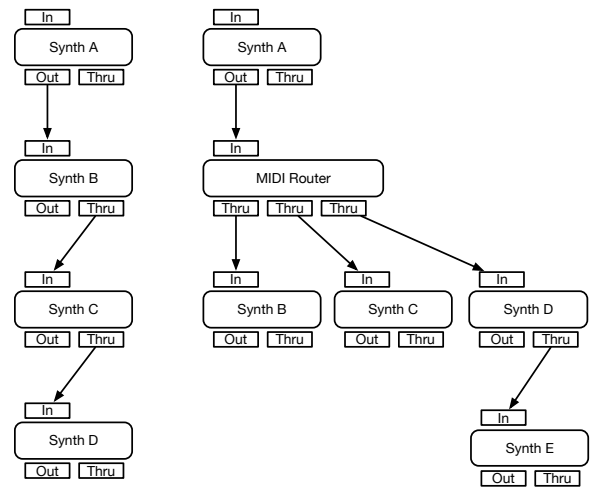 In
Synth A
Out Thru
In
Synth B
Out Thru
In
Synth C
Out Thru
In
Synth D
Out Thru
In
Synth A
Out Thru
In
MIDI Router
Thru Thru Thru
In
Synth B
Out Thru
In
Synth C
Out Thru
In
Synth D
Out Thru
In
Synth E
Out Thru